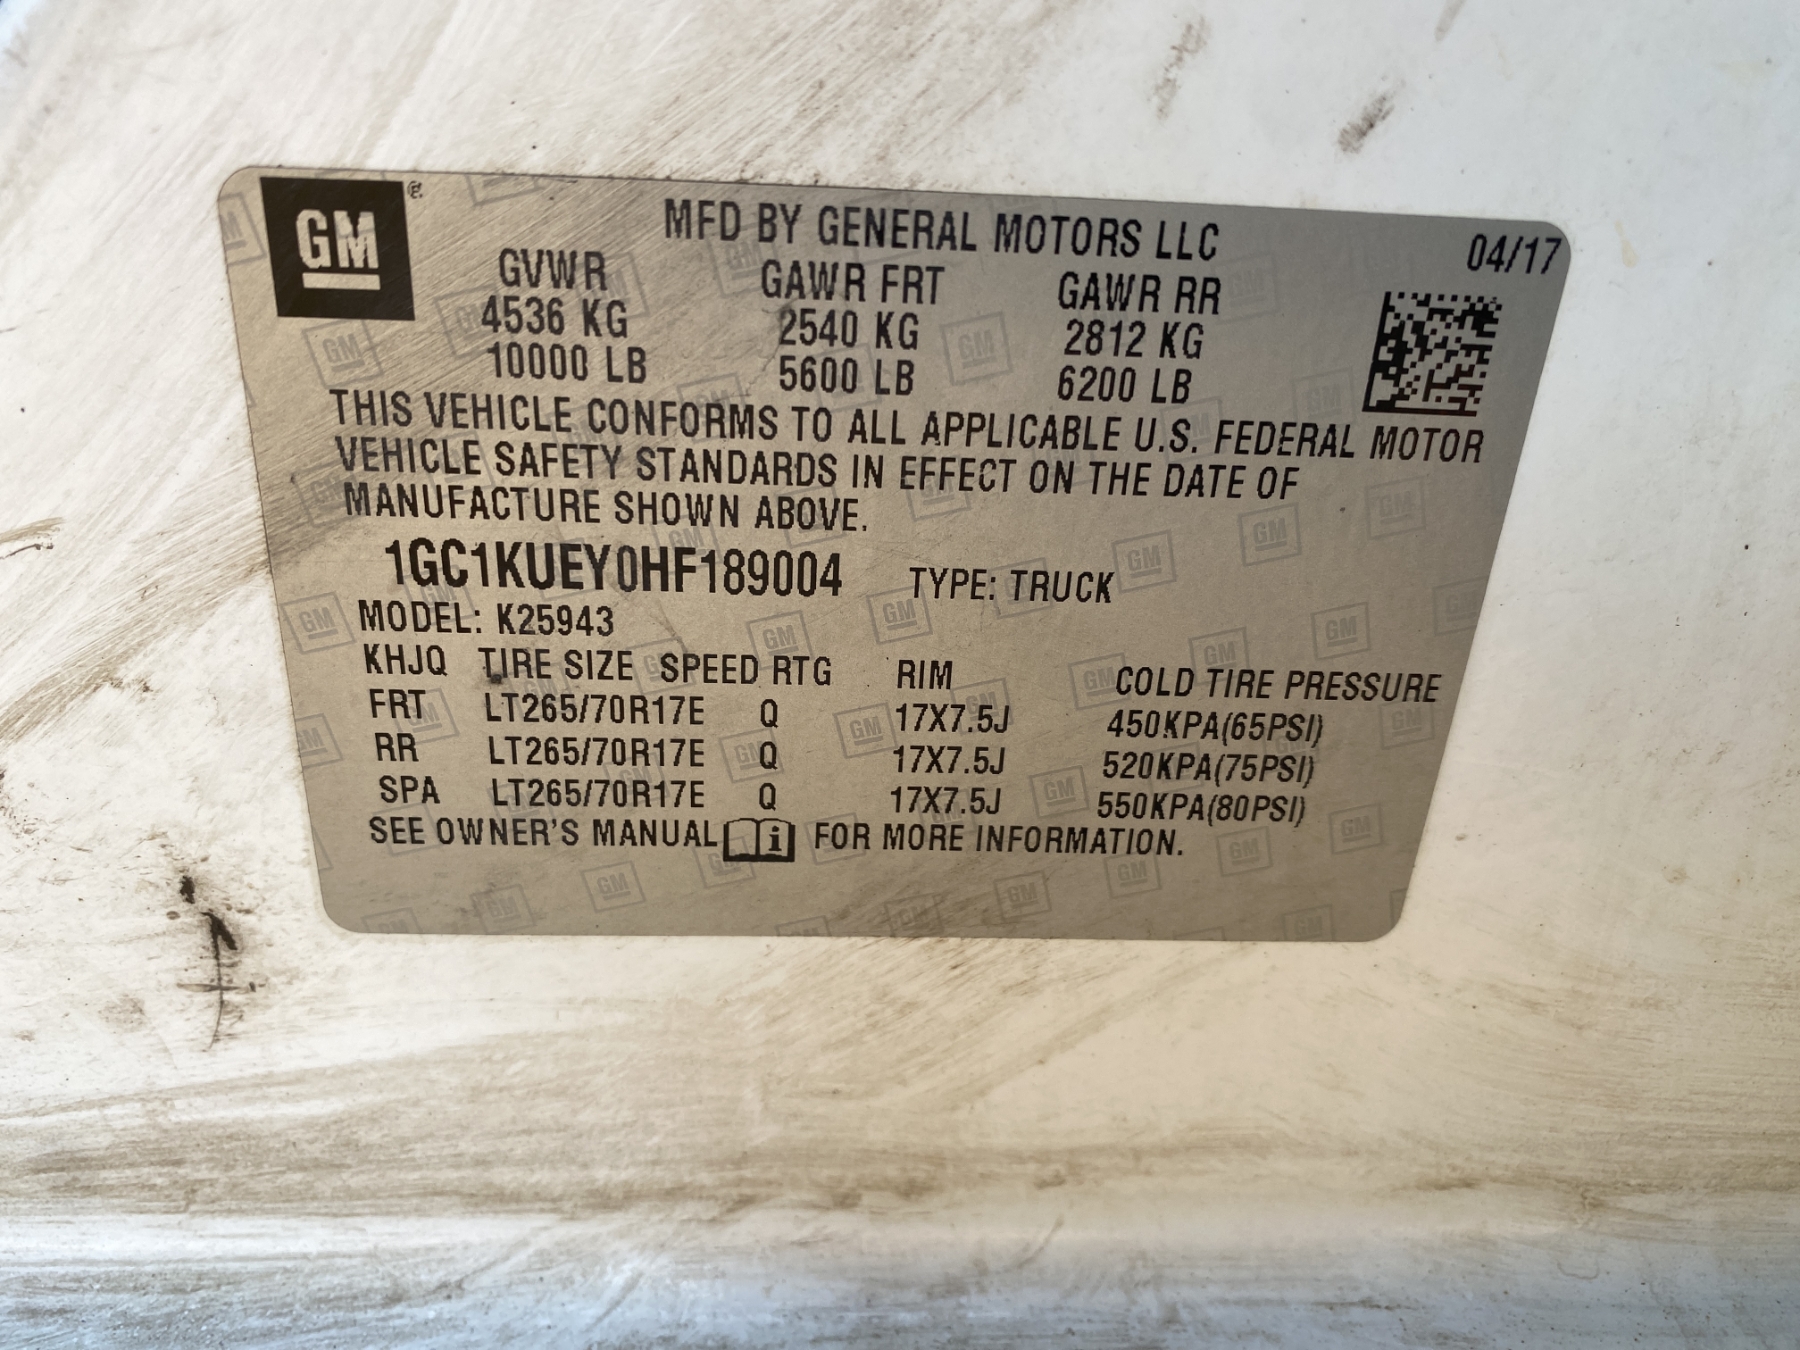 GM
MFD BY GENERAL MOTORS LLC 04/17
GVWR GAWR FRT GAWR RR
4536 KG 2540 KG 2812 KG
10000 LB 5600 LB 6200 LB
THIS VEHICLE CONFORMS TO ALL APPLICABLE U.S. FEDERAL MOTOR
VEHICLE SAFETY STANDARDS IN EFFECT ON THE DATE OF
MANUFACTURE SHOWN ABOVE.
1GC1KUEY0HF189004 TYPE: TRUCK
MODEL: K25943
KHJQ TIRE SIZE SPEED RTG RIM COLD TIRE PRESSURE
FRT LT265/70R17E Q 17X7.5J 450KPA(65PSI)
RR LT265/70R17E Q 17X7.5J 520KPA(75PSI)
SPA LT265/70R17E Q 17X7.5J 550KPA(80PSI)
SEE OWNER'S MANUAL i FOR MORE INFORMATION.